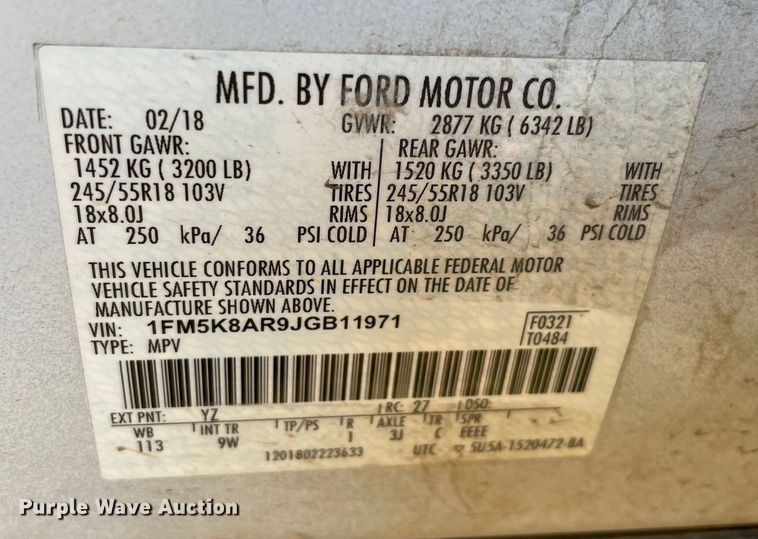 MFD. BY FORD MOTOR CO.
DATE: 02/18 GVWR: 2877 KG ( 6342 LB)
FRONT GAWR: REAR GAWR:
1452 KG ( 3200 LB) WITH 1520 KG ( 3350 LB) WITH
245/55R18 103V TIRES 245/55R18 103V TIRES
18x8.0J RIMS 18x8.0J RIMS
AT 250 kPa/ 36 PSI COLD AT 250 kPa/ 36 PSI COLD
THIS VEHICLE CONFORMS TO ALL APPLICABLE FEDERAL MOTOR
VEHICLE SAFETY STANDARDS IN EFFECT ON THE DATE OF
MANUFACTURE SHOWN ABOVE.
VIN: 1FM5K8AR9JGB11971 F0321
TYPE: MPV T0484
EXT PNT: YZ RC: 27 DSO:
WB INT TR TP/PS R AXLE TR SPR
113 9W 1 3J C EEEE
1201802223633 UTC 5U5A-1520472-BA
Purple Wave Auction